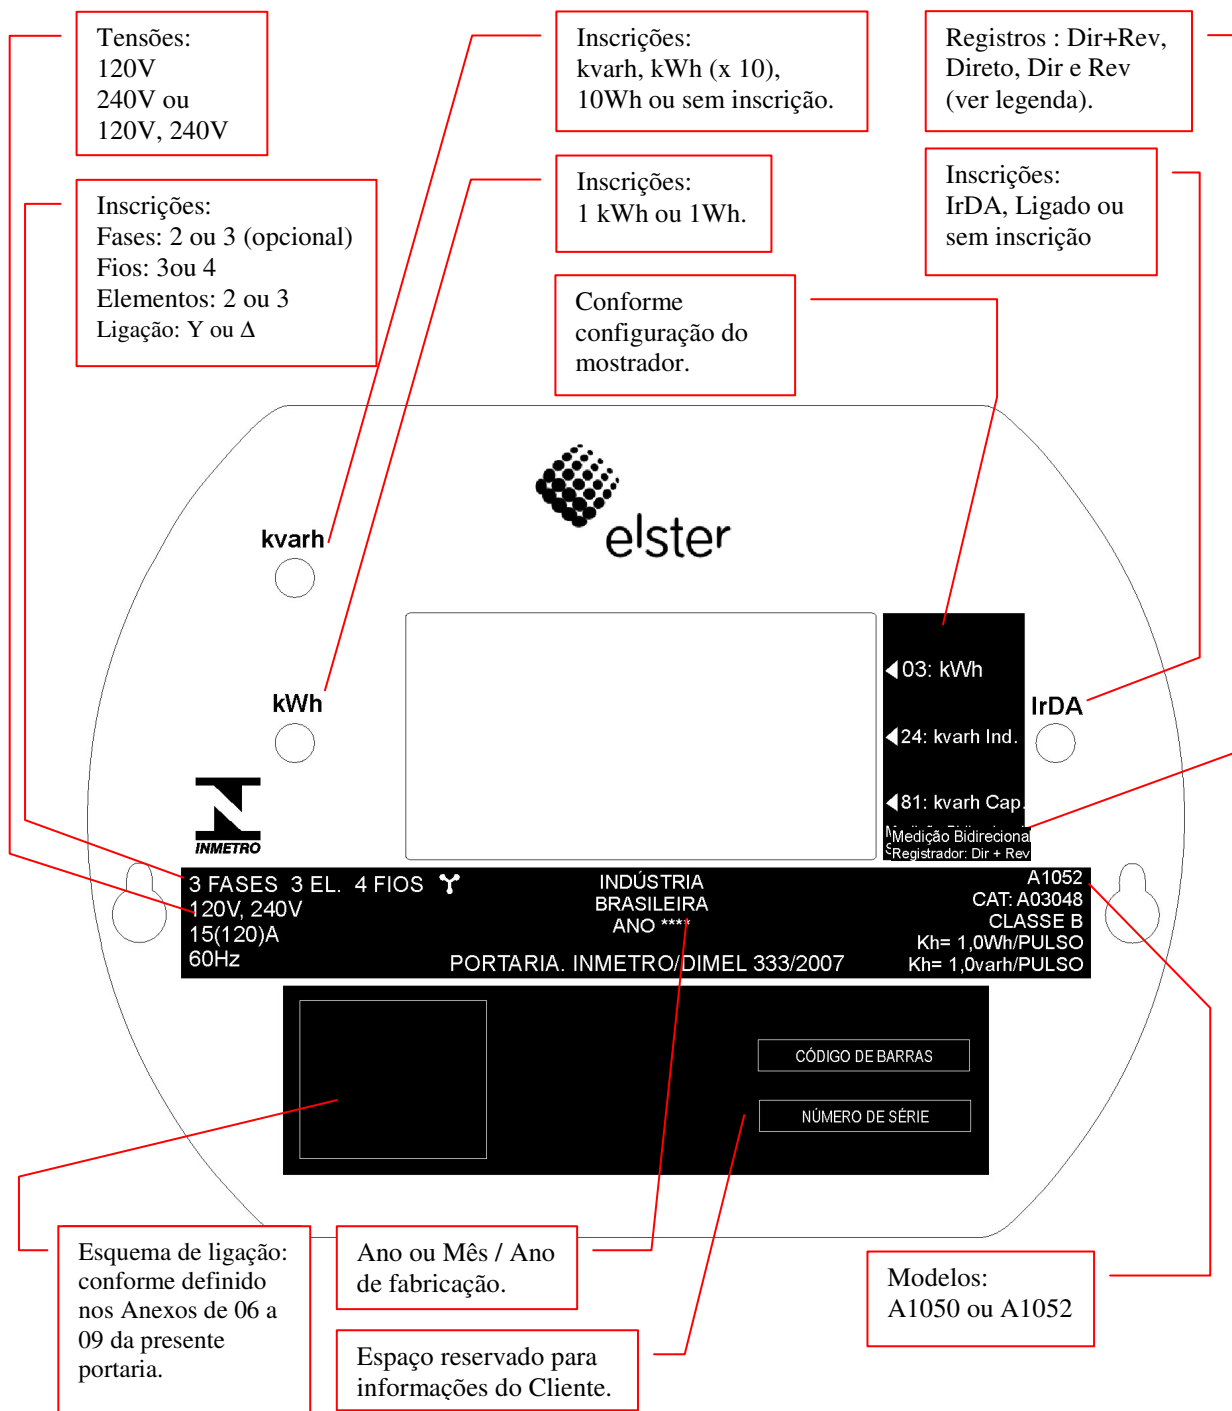 Tensões:
120V
240V ou
120V, 240V
Inscrições:
kvarh, kWh (x 10),
10Wh ou sem inscrição.
Registros : Dir+Rev,
Direto, Dir e Rev
(ver legenda).
Inscrições:
Fases: 2 ou 3 (opcional)
Fios: 3ou 4
Elementos: 2 ou 3
Ligação: Y ou Δ
Inscrições:
1 kWh ou 1Wh.
Inscrições:
IrDA, Ligado ou
sem inscrição
Conforme
configuração do
mostrador.
elster
kvarh
kWh
03: kWh
24: kvarh Ind.
81: kvarh Cap.
IrDA
Medição Bidirecional
Registrador: Dir + Rev
INMETRO
3 FASES 3 EL. 4 FIOS
120V, 240V
15(120)A
60Hz
INDÚSTRIA
BRASILEIRA
ANO ****
PORTARIA. INMETRO/DIMEL 333/2007
A1052
CAT: A03048
CLASSE B
Kh= 1,0Wh/PULSO
Kh= 1,0varh/PULSO
CÓDIGO DE BARRAS
NÚMERO DE SÉRIE
Esquema de ligação:
conforme definido
nos Anexos de 06 a
09 da presente
portaria.
Ano ou Mês / Ano
de fabricação.
Espaço reservado para
informações do Cliente.
Modelos:
A1050 ou A1052